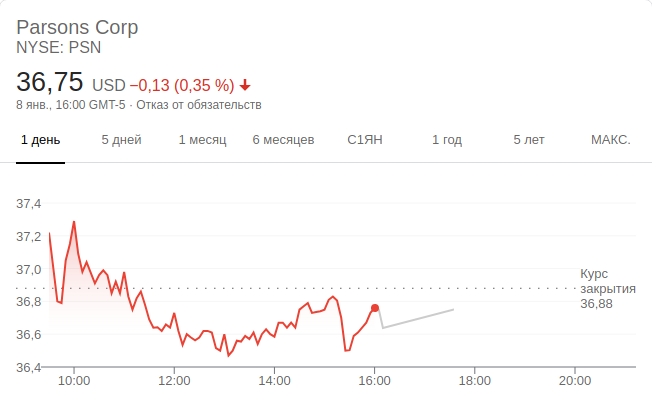 Parsons Corp
NYSE: PSN
36,75 USD −0,13 (0,35 %)
8 янв., 16:00 GMT-5 · Отказ от обязательств
1 день 5 дней 1 месяц 6 месяцев С1ЯН 1 год 5 лет МАКС.
37,4
37,2
37,0
36,8
36,6
36,4
Курс
закрытия
36,88
10:00 12:00 14:00 16:00 18:00 20:00